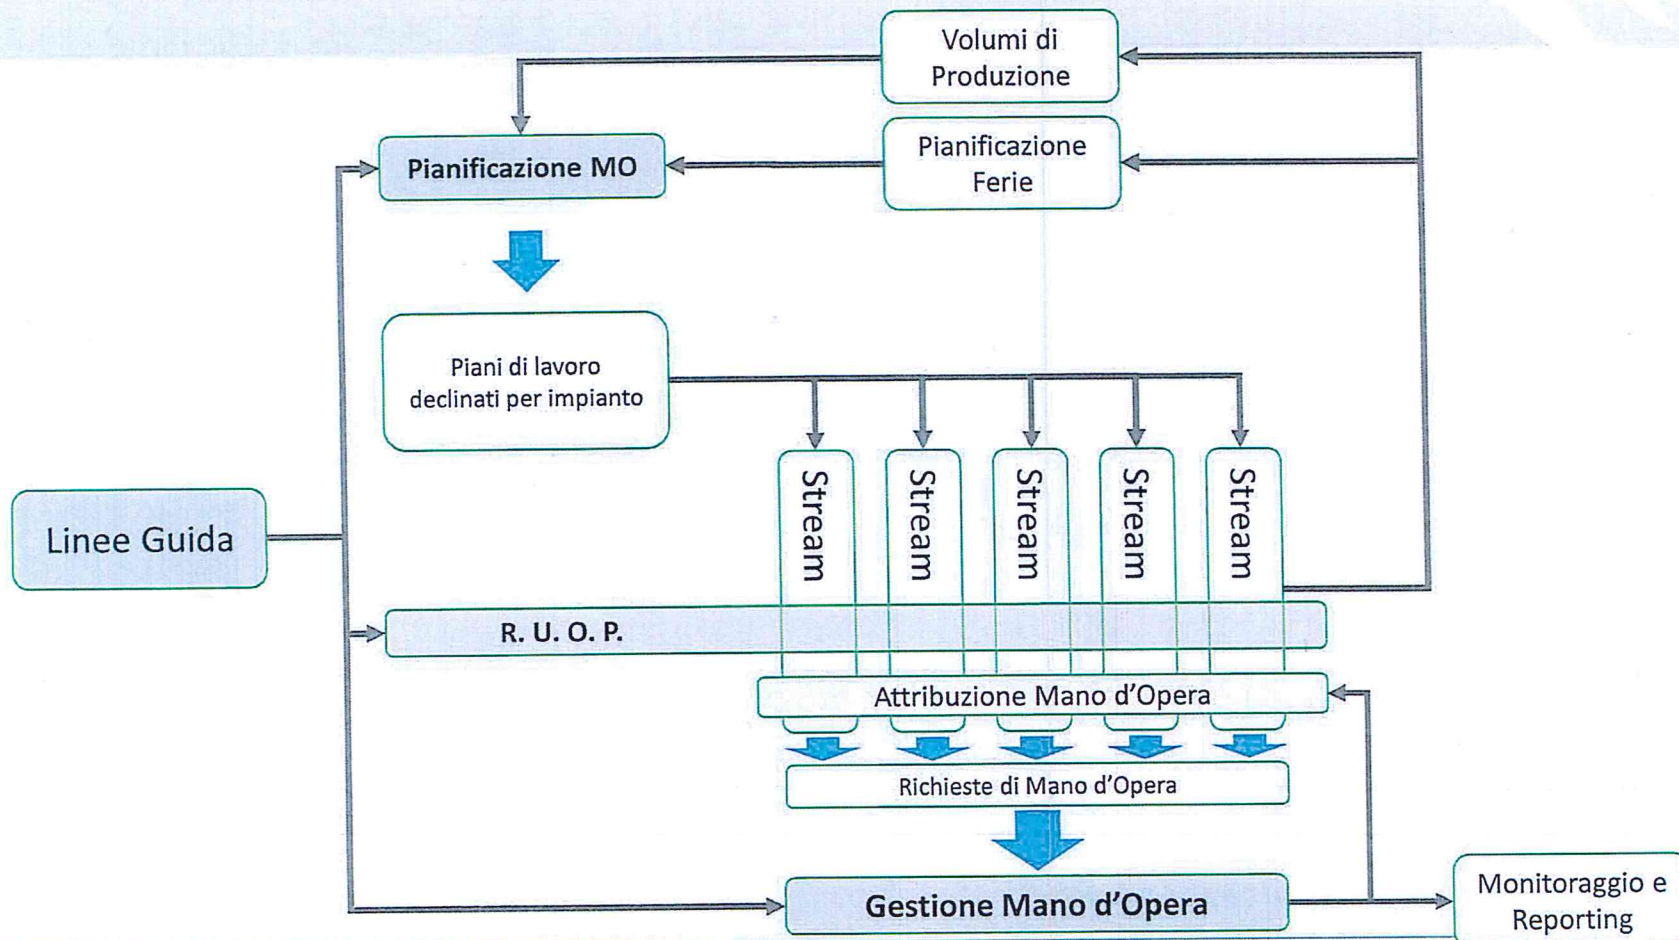 Volumi di
Produzione
Pianificazione MO
Pianificazione
Ferie
Piani di lavoro
declinati per impianto
Stream
Stream
Stream
Stream
Stream
Linee Guida
R. U. O. P.
Attribuzione Mano d’Opera
Richieste di Mano d’Opera
Gestione Mano d’Opera
Monitoraggio e
Reporting